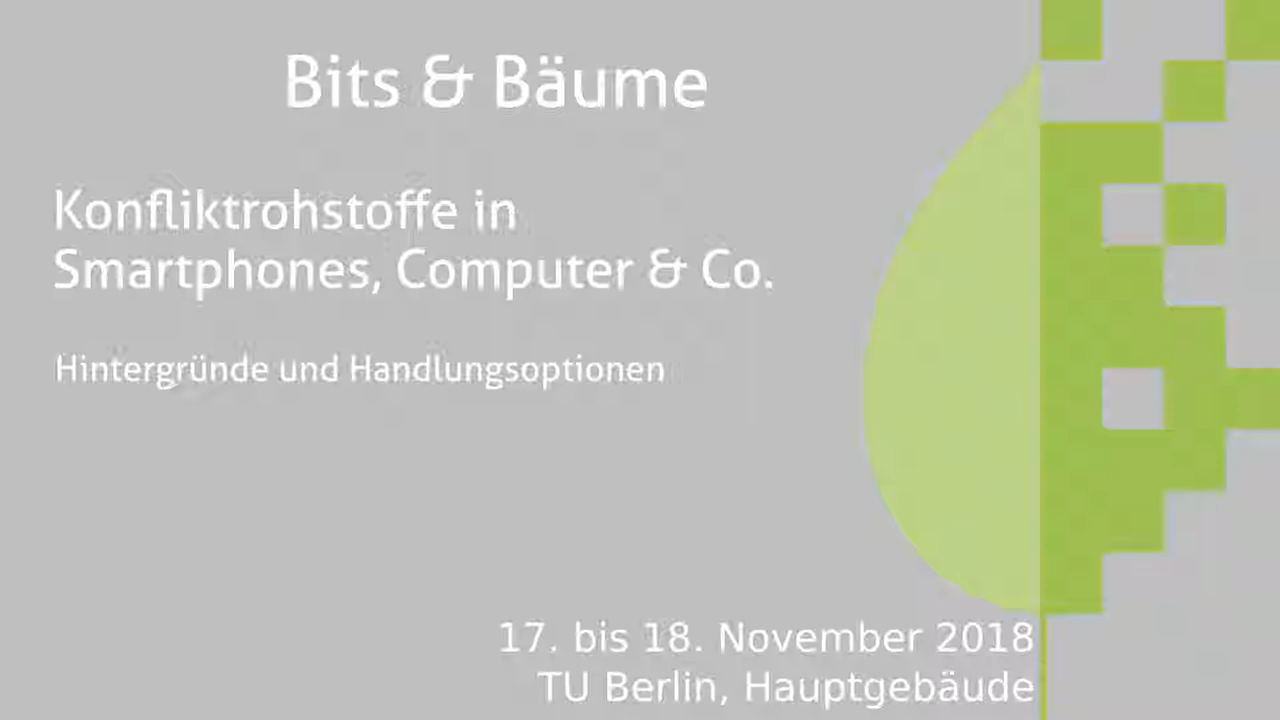 Bits & Bäume
Konfliktrohstoffe in
Smartphones, Computer & Co.
Hintergründe und Handlungsoptionen
17. bis 18. November 2018
TU Berlin, Hauptgebäude